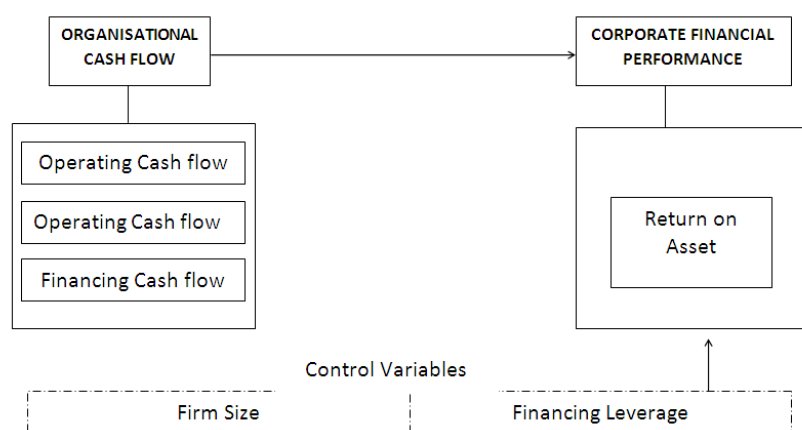 ORGANISATIONAL
CASH FLOW
CORPORATE FINANCIAL
PERFORMANCE
Operating Cash flow
Operating Cash flow
Financing Cash flow
Return on
Asset
Control Variables
Firm Size
Financing Leverage